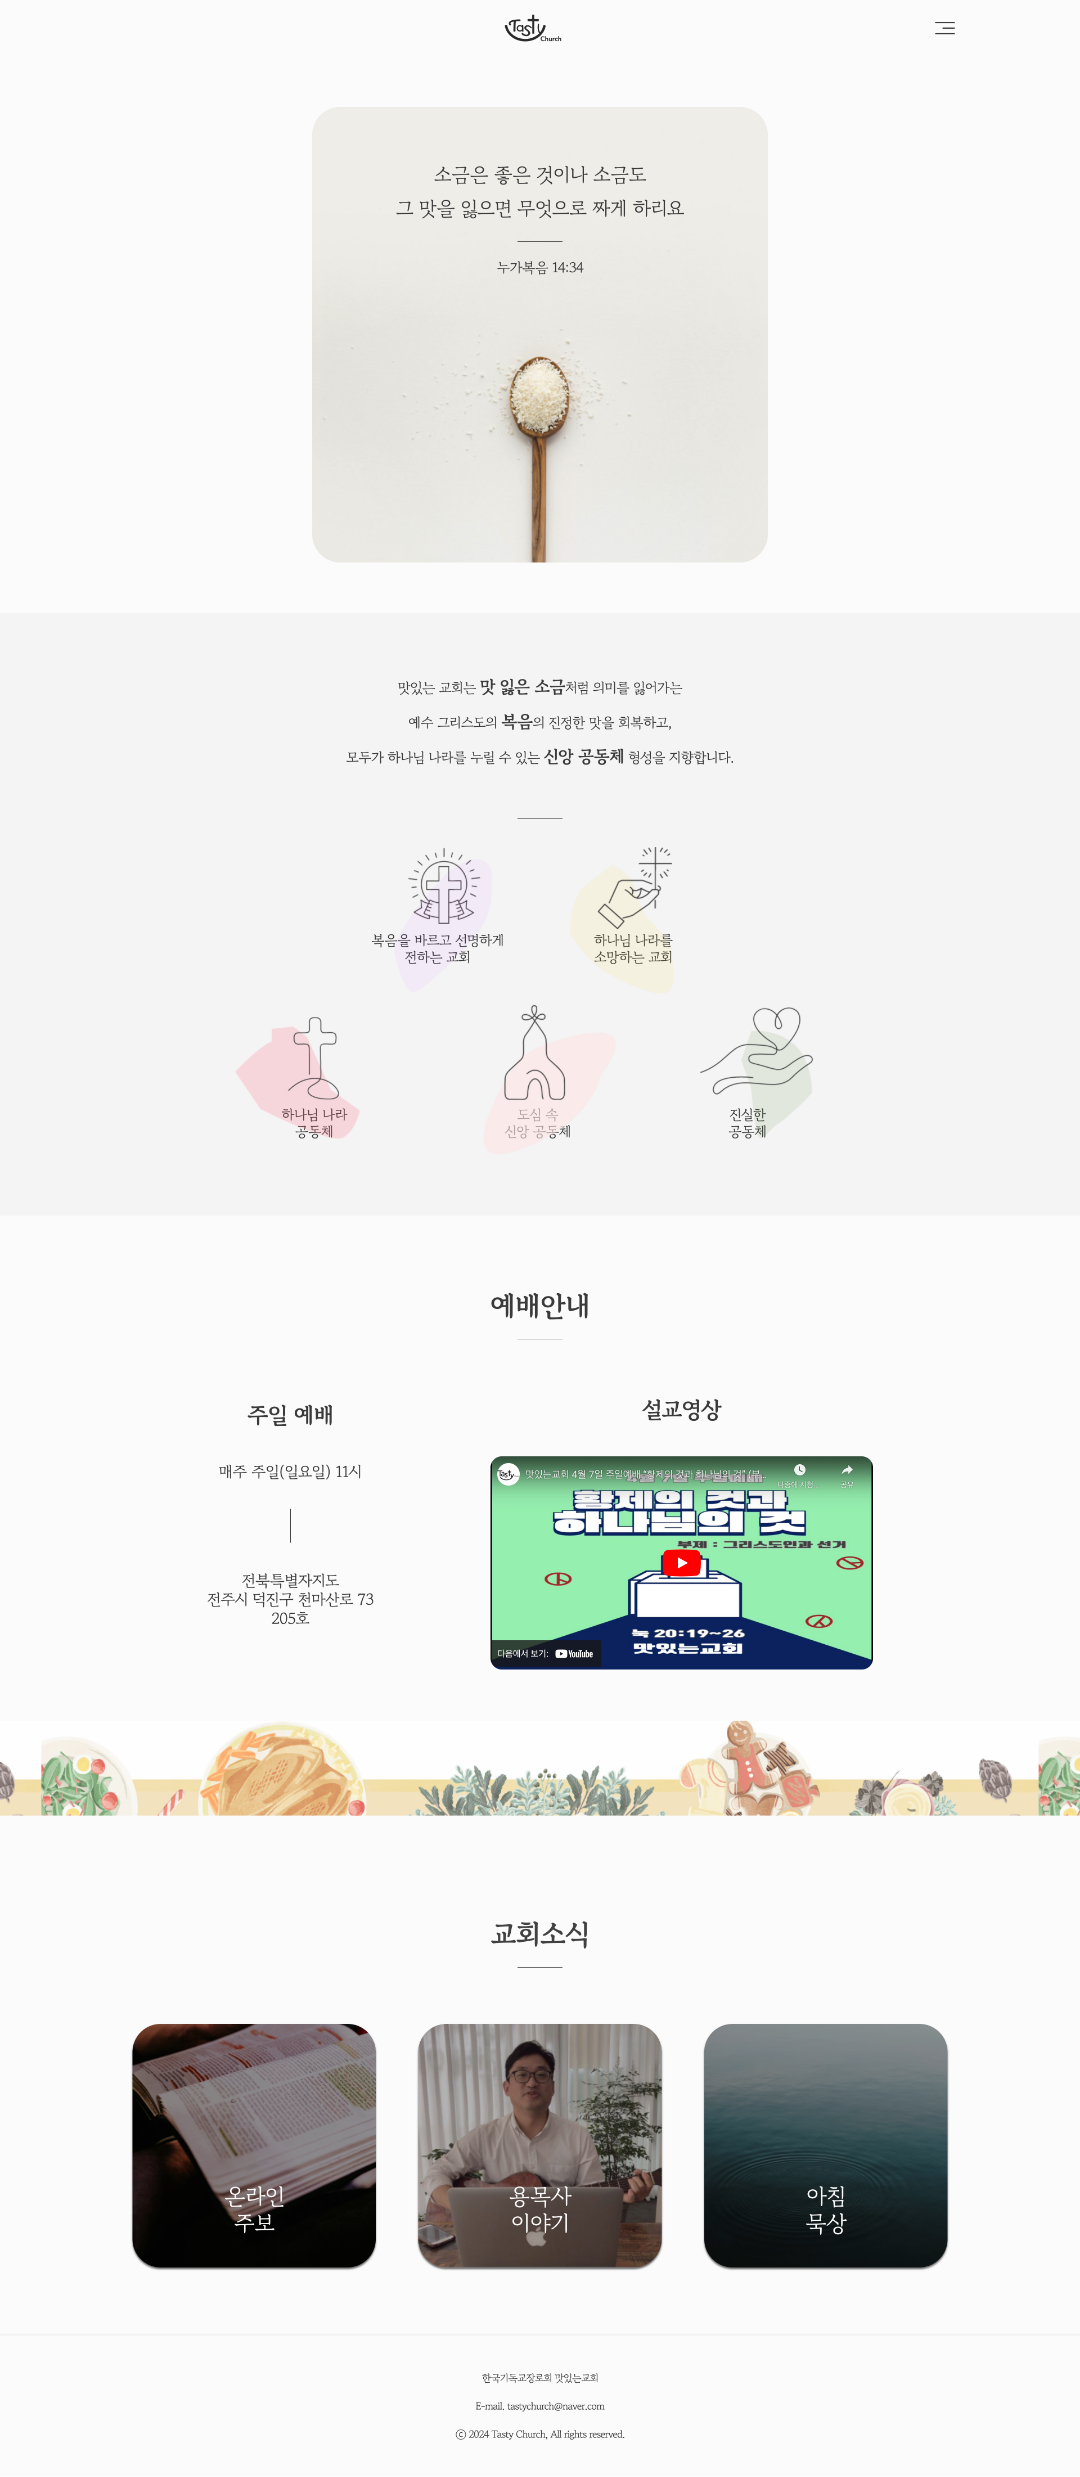 Tasty
Church
소금은 좋은 것이나 소금도
그 맛을 잃으면 무엇으로 짜게 하리요
누가복음 14:34
맛있는 교회는 맛 잃은 소금처럼 의미를 잃어가는
예수 그리스도의 복음의 진정한 맛을 회복하고,
모두가 하나님 나라를 누릴 수 있는 신앙 공동체 형성을 지향합니다.
복음을 바르고 선명하게
전하는 교회
하나님 나라를
소망하는 교회
하나님 나라
공동체
도심 속
신앙 공동체
진실한
공동체
예배안내
주일 예배
매주 주일(일요일) 11시
전북특별자지도
전주시 덕진구 천마산로 73
205호
설교영상
Tasty
맛있는교회 4월 7일 주일예배 "황제의 것과 하나님의 것" (부...
나중에 시청
공유
4월 7일 주일예배
황제의 것과
하나님의 것
부제 : 그리스도인과 선거
눅 20:19~26
맛있는교회
다음에서 보기: YouTube
교회소식
온라인
주보
용목사
이야기
아침
묵상
한국기독교장로회 맛있는교회
E-mail. tastychurch@naver.com
ⓒ 2024 Tasty Church, All rights reserved.